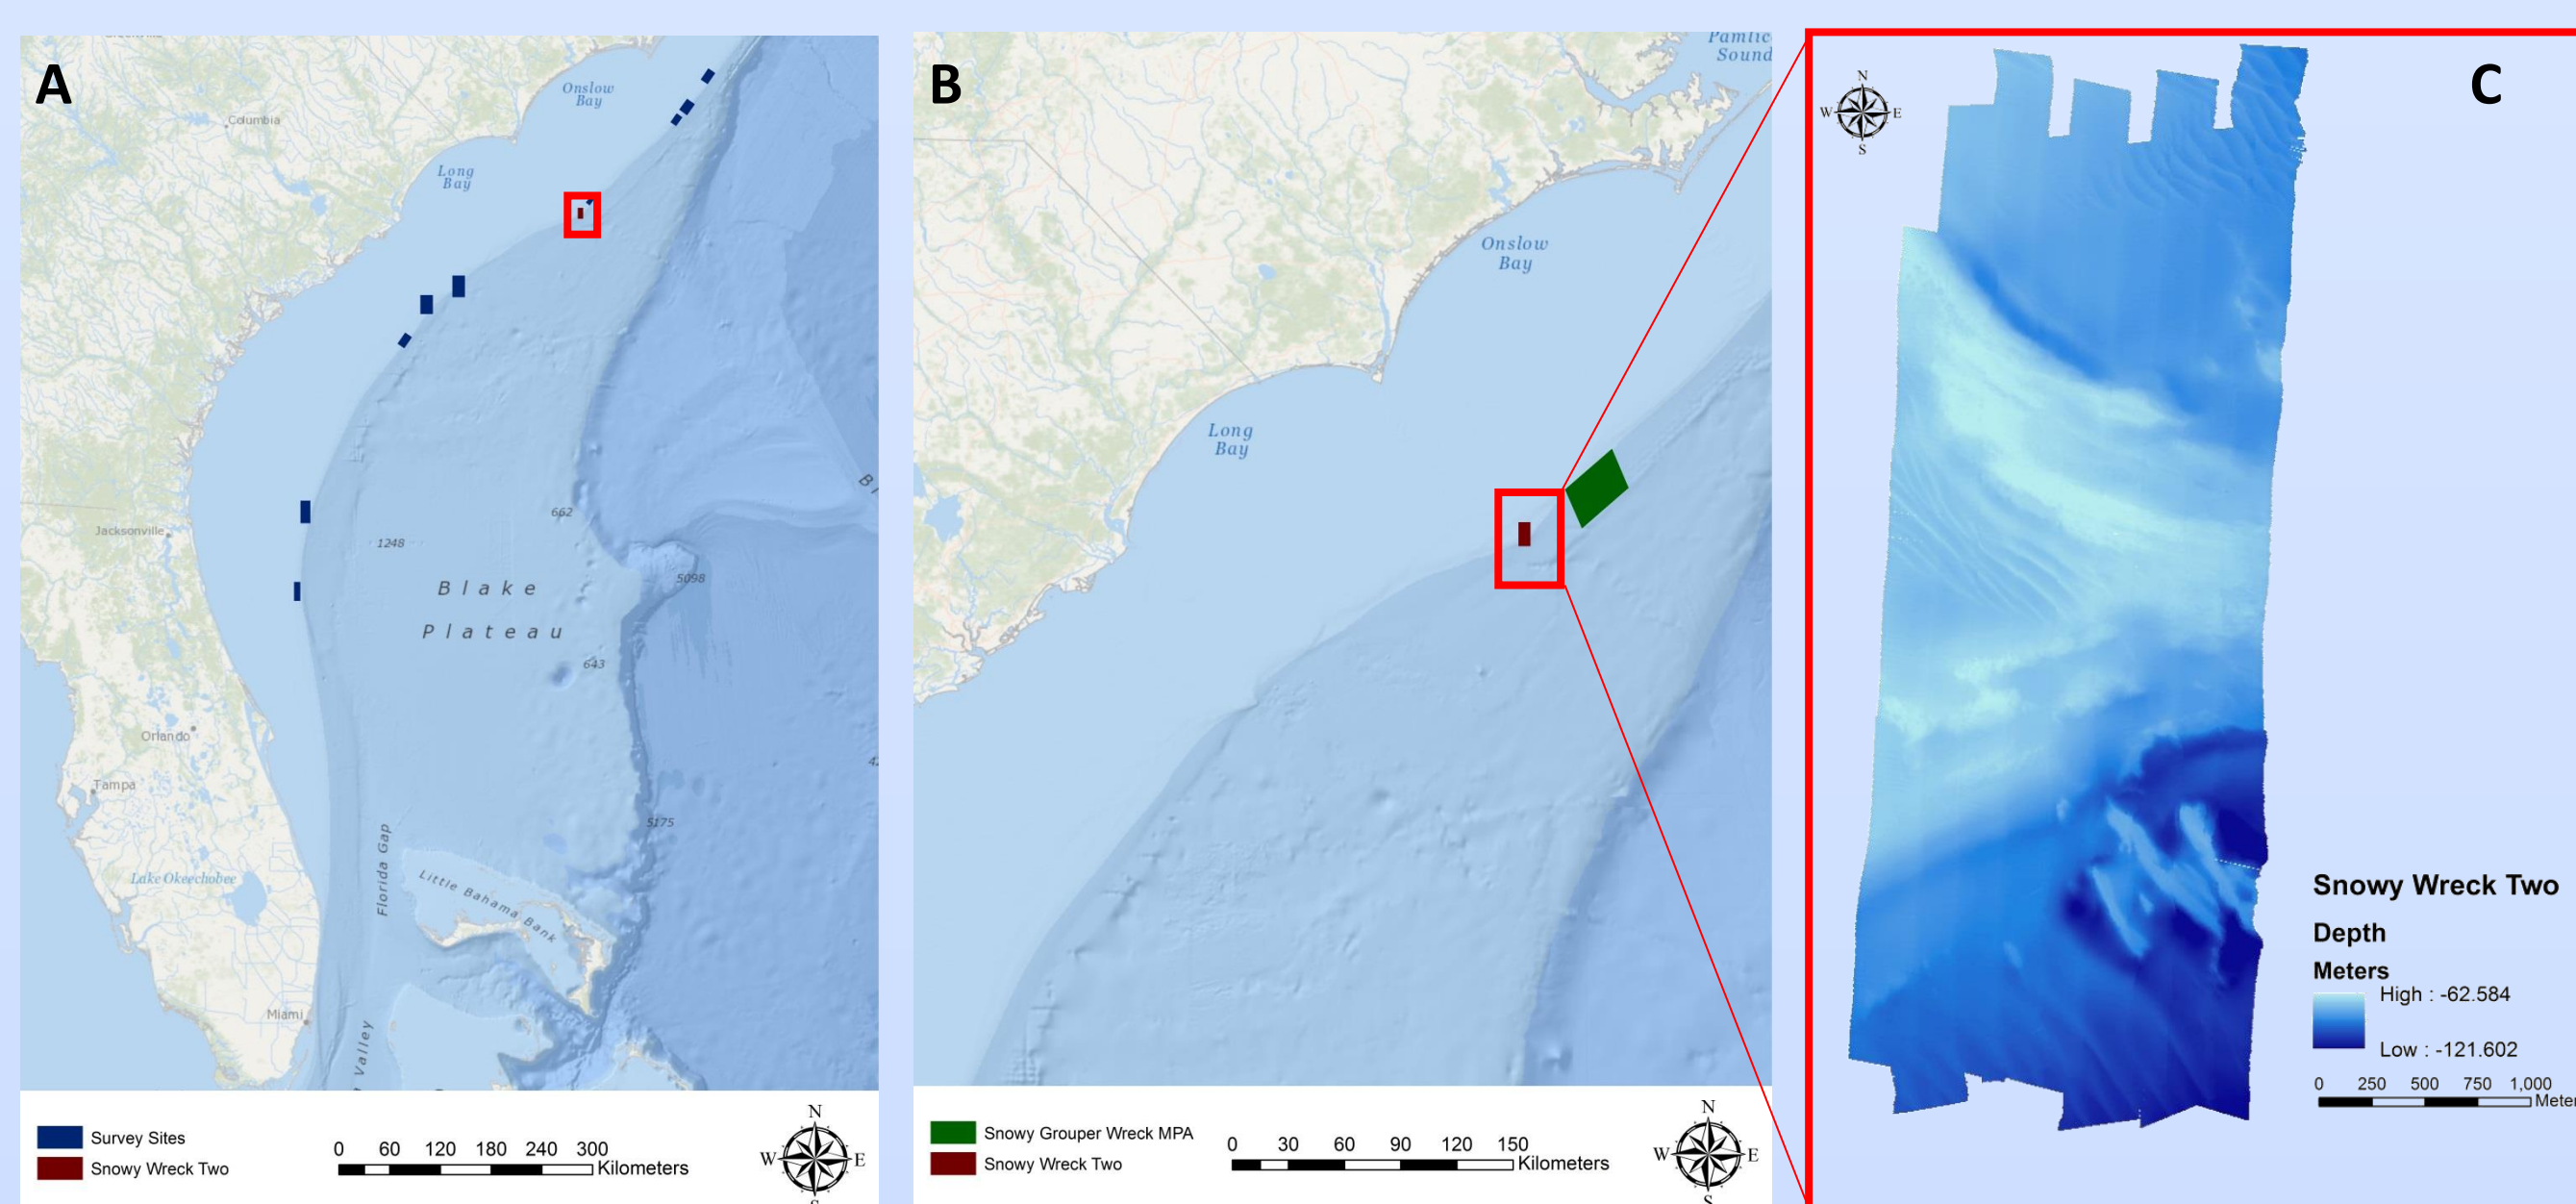 A
Onslow
Bay
Columbia
Long
Bay
Jacksonville
662
1248
Blake
Plateau
5098
643
Orlando
Tampa
5175
Florida Gap
Lake Okeechobee
Little Bahama Bank
Miami
Valley
Survey Sites
Snowy Wreck Two
0 60 120 180 240 300
Kilometers
N
W E
S
B
Pamlic
Sound
Onslow
Bay
Long
Bay
Snowy Grouper Wreck MPA
Snowy Wreck Two
0 30 60 90 120 150
Kilometers
N
W E
S
C
N
W E
S
Snowy Wreck Two
Depth
Meters
High : -62.584
Low : -121.602
0 250 500 750 1,000
Meter